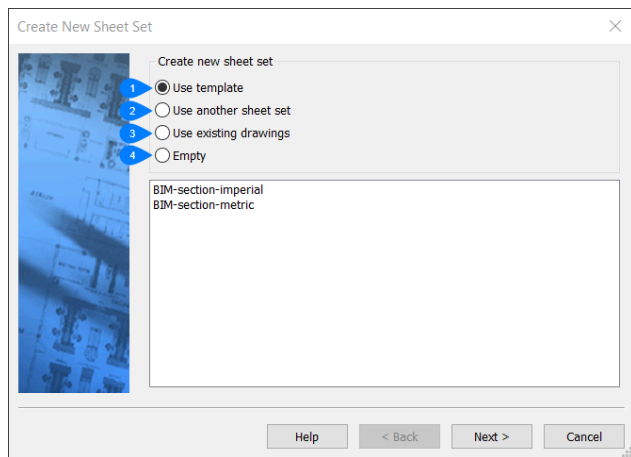 Create New Sheet Set
Create new sheet set
1 Use template
2 Use another sheet set
3 Use existing drawings
4 Empty
BIM-section-imperial
BIM-section-metric
Help < Back Next > Cancel